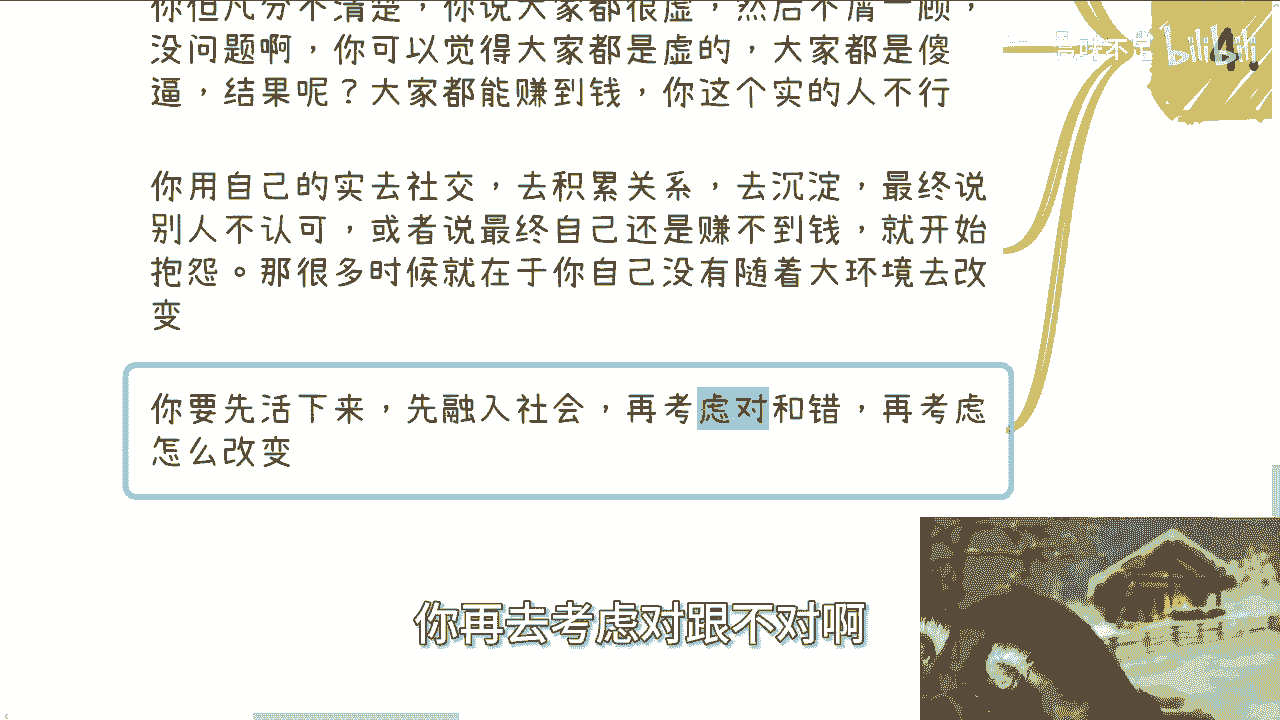 你但凡分不清楚，你说大家都很虚，然后不屑一顾，
没问题啊，你可以觉得大家都是虚的，大家都是傻
逼，结果呢？大家都能赚到钱，你这个实的人不行
你用自己的实去社交，去积累关系，去沉淀，最终说
别人不认可，或者说最终自己还是赚不到钱，就开始
抱怨。那很多时候就在于你自己没有随着大环境去改
变
你要先活下来，先融入社会，再考虑对和错，再考虑
怎么改变
4.
bilibili
你再去考虑对跟不对啊